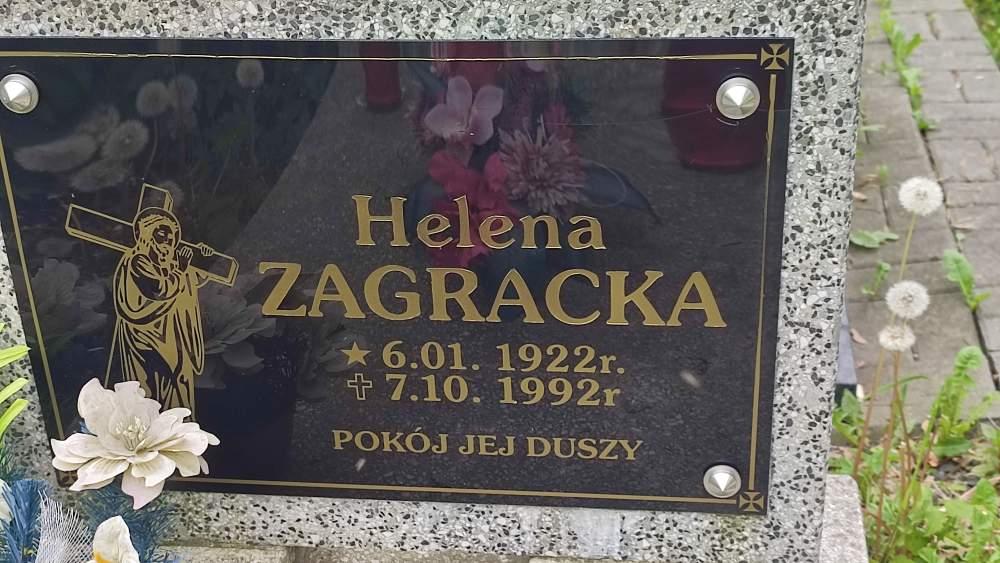 Helena
ZAGRACKA
★ 6.01. 1922r.
✝ 7.10. 1992r
POKÓJ JEJ DUSZY